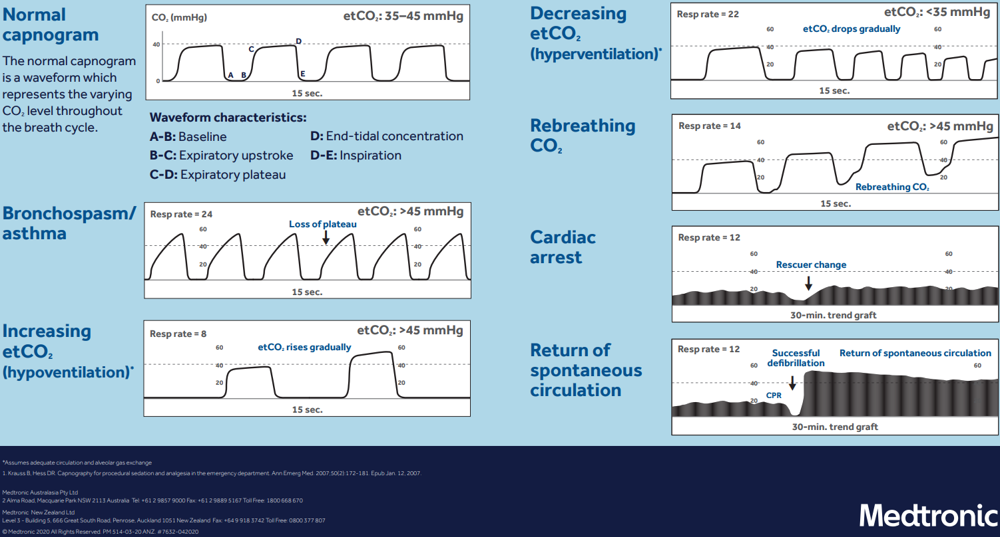 Normal
capnogram
The normal capnogram
is a waveform which
represents the varying
CO₂ level throughout
the breath cycle.
CO₂ (mmHg)
etCO₂: 35–45 mmHg
40
0
A
B
C
D
E
15 sec.
Waveform characteristics:
A-B: Baseline
B-C: Expiratory upstroke
C-D: Expiratory plateau
D: End-tidal concentration
D-E: Inspiration
Bronchospasm/
asthma
Resp rate = 24
etCO₂: >45 mmHg
Loss of plateau
60
40
20
60
40
20
15 sec.
Increasing
etCO₂
(hypoventilation)*
Resp rate = 8
etCO₂: >45 mmHg
etCO₂ rises gradually
60
40
20
60
40
20
15 sec.
Decreasing
etCO₂
(hyperventilation)*
Resp rate = 22
etCO₂: <35 mmHg
etCO₂ drops gradually
60
40
20
60
40
20
15 sec.
Rebreathing
CO₂
Resp rate = 14
etCO₂: >45 mmHg
60
40
20
60
40
20
Rebreathing CO₂
15 sec.
Cardiac
arrest
Resp rate = 12
Rescuer change
60
40
20
60
40
20
30-min. trend graft
Return of
spontaneous
circulation
Resp rate = 12
Successful
defibrillation
Return of spontaneous circulation
60
40
20
60
CPR
30-min. trend graft
*Assumes adequate circulation and alveolar gas exchange
1. Krauss B, Hess DR. Capnography for procedural sedation and analgesia in the emergency department. Ann Emerg Med. 2007;50(2):172-181. Epub Jan. 12, 2007.
Medtronic Australasia Pty Ltd
2 Alma Road, Macquarie Park NSW 2113 Australia Tel: +61 2 9857 9000 Fax: +61 2 9889 5167 Toll Free: 1800 668 670
Medtronic New Zealand Ltd
Level 3 - Building 5, 666 Great South Road, Penrose, Auckland 1051 New Zealand Fax: +64 9 918 3742 Toll Free: 0800 377 807
© Medtronic 2020 All Rights Reserved. PM 514-03-20 ANZ. #7632-042020
Medtronic